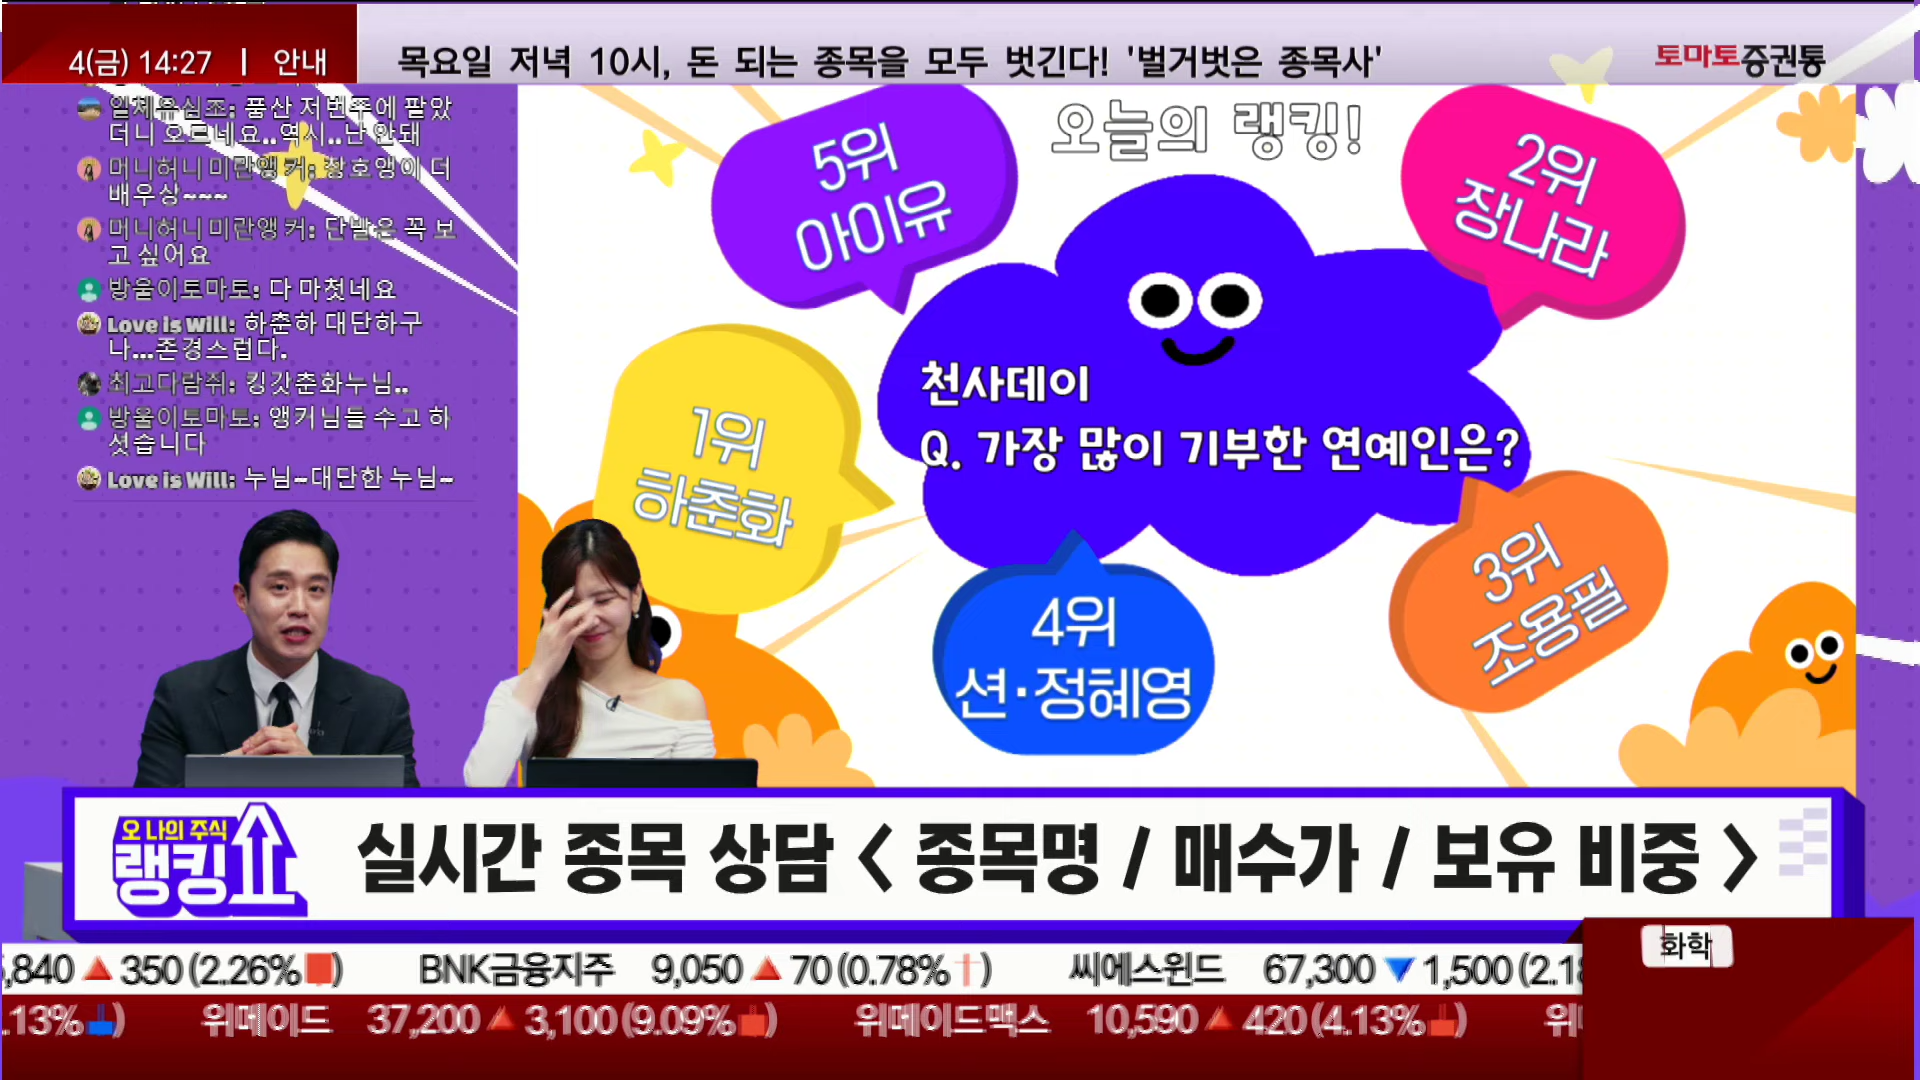 4(금) 14:27 | 안내
목요일 저녁 10시, 돈 되는 종목을 모두 벗긴다! '벌거벗은 종목사'
토마토증권통
일체유심조: 품산 저번주에 팔았
더니 오르네요..역시..난 안돼
머니허니미란앵커: 창호앵이 더
배우상~~~
머니허니미란앵커: 단발은 꼭 보
고 싶어요
방울이토마토: 다 마첫네요
Love is Will: 하춘하 대단하구
나...존경스럽다.
최고다람쥐: 킹갓춘화누님..
방울이토마토: 앵커님들 수고 하
셧습니다
Love is Will: 누님~대단한 누님~
오늘의 랭킹!
5위
아이유
2위
장나라
천사데이
Q. 가장 많이 기부한 연예인은?
1위
하춘화
4위
션·정혜영
3위
조용필
오 나의 주식
랭킹쇼
실시간 종목 상담 < 종목명 / 매수가 / 보유 비중 >
,840 ▲ 350 (2.26% ) BNK금융지주 9,050 ▲ 70 (0.78%↑) 씨에스윈드 67,300 ▼ 1,500 (2.18
화학
.13% ) 위메이드 37,200 ▲ 3,100 (9.09% ) 위메이드맥스 10,590 ▲ 420 (4.13% ) 위